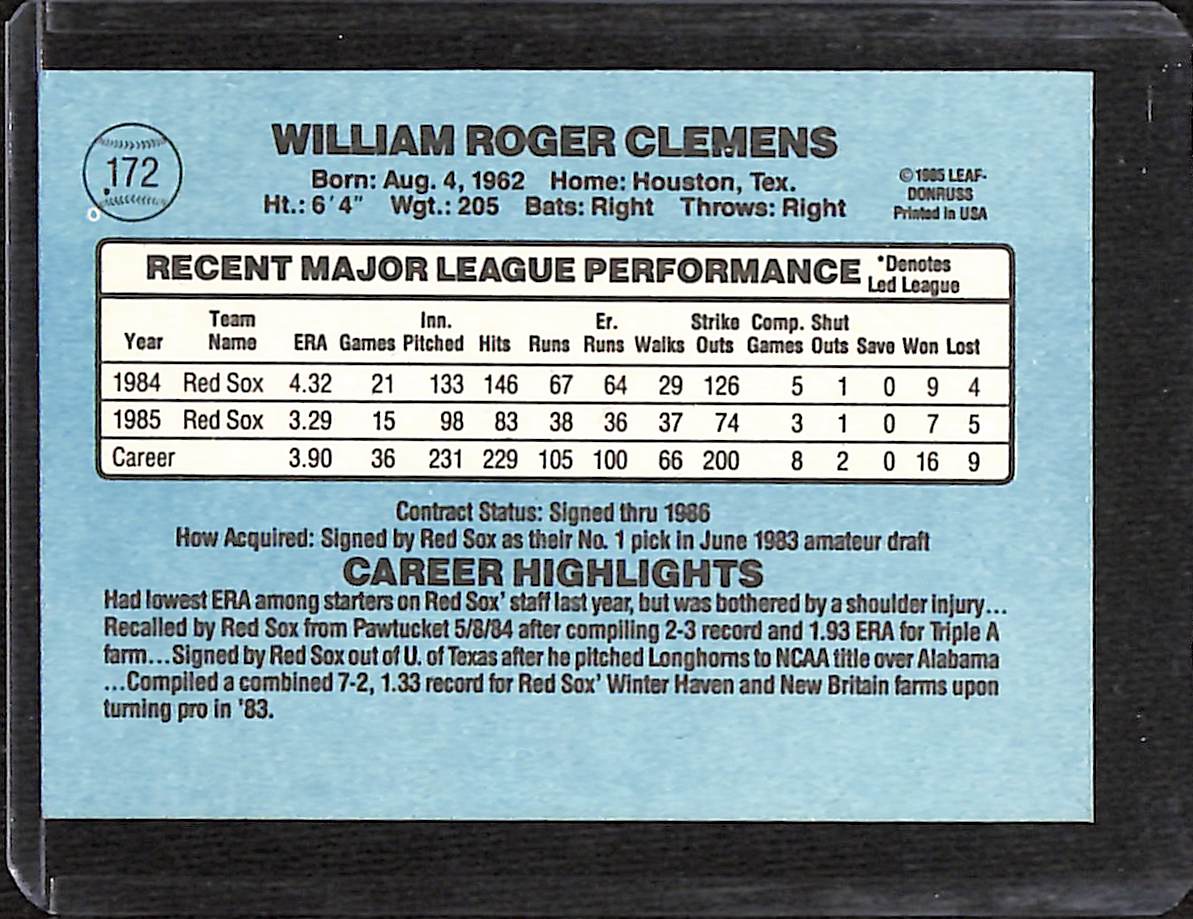 172
WILLIAM ROGER CLEMENS
Born: Aug. 4, 1962 Home: Houston, Tex.
Ht.: 6'4" Wgt.: 205 Bats: Right Throws: Right
© 1985 LEAF-
DONRUSS
Printed in USA
RECENT MAJOR LEAGUE PERFORMANCE *Denotes
Led League
Team Inn. Er. Strike Comp. Shut
Year Name ERA Games Pitched Hits Runs Runs Walks Outs Games Outs Save Won Lost
1984 Red Sox 4.32 21 133 146 67 64 29 126 5 1 0 9 4
1985 Red Sox 3.29 15 98 83 38 36 37 74 3 1 0 7 5
Career 3.90 36 231 229 105 100 66 200 8 2 0 16 9
Contract Status: Signed thru 1986
How Acquired: Signed by Red Sox as their No. 1 pick in June 1983 amateur draft
CAREER HIGHLIGHTS
Had lowest ERA among starters on Red Sox' staff last year, but was bothered by a shoulder injury...
Recalled by Red Sox from Pawtucket 5/8/84 after compiling 2-3 record and 1.93 ERA for Triple A
farm...Signed by Red Sox out of U. of Texas after he pitched Longhorns to NCAA title over Alabama
...Compiled a combined 7-2, 1.33 record for Red Sox' Winter Haven and New Britain farms upon
turning pro in '83.